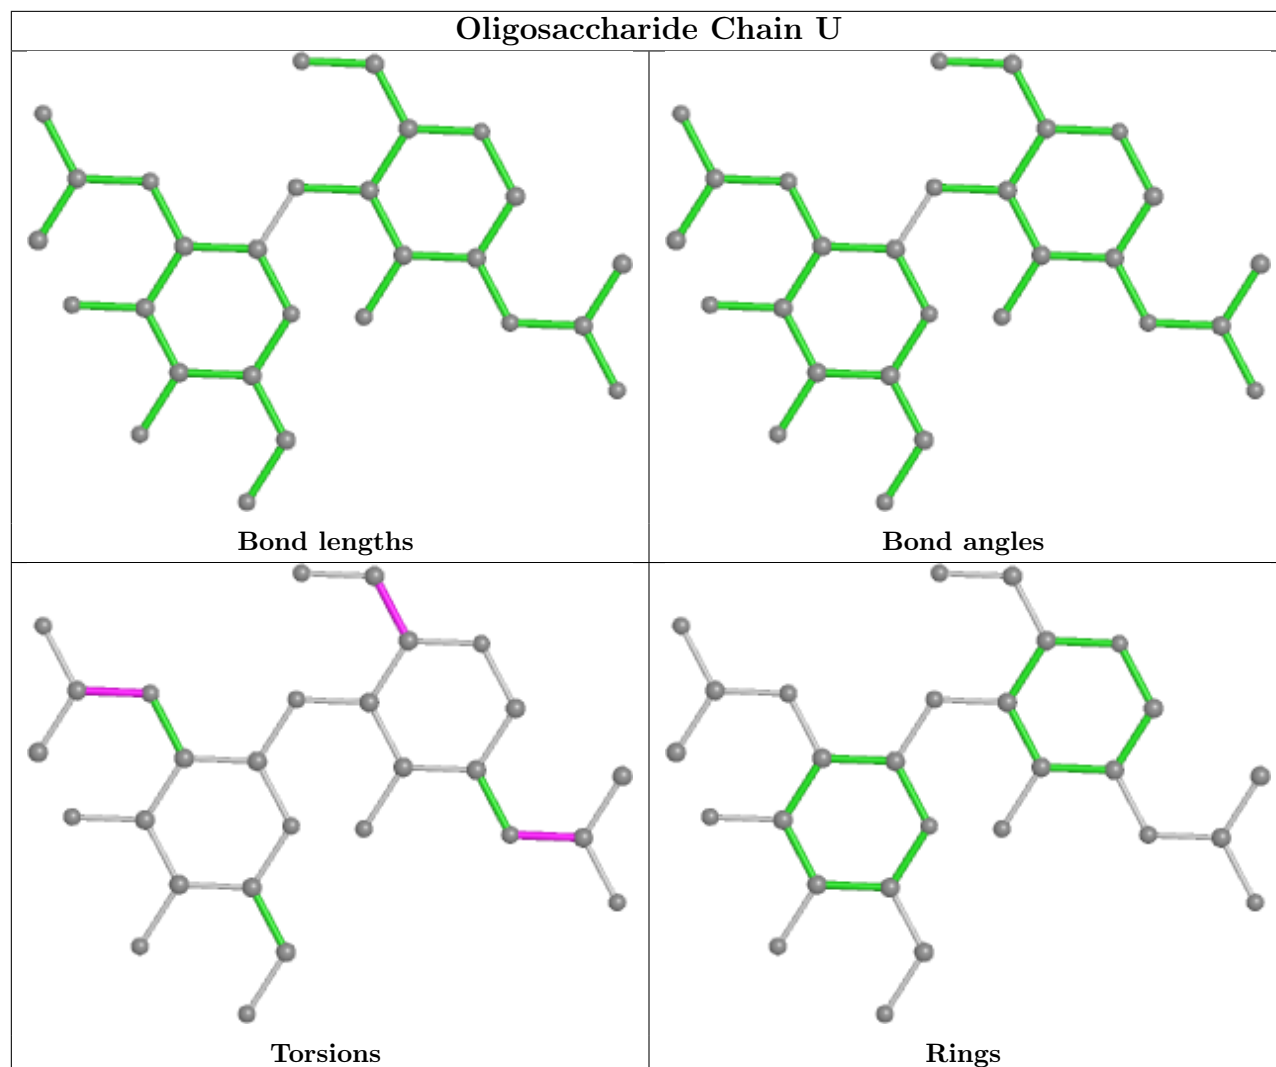 Oligosaccharide Chain U
Bond lengths
Bond angles
Torsions
Rings